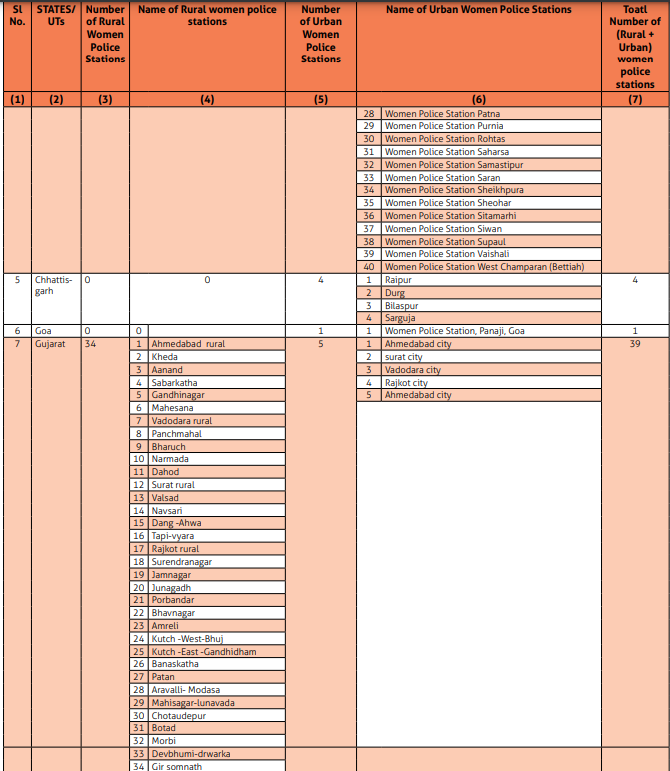 Sl No. STATES/ UTs Number of Rural Women Police Stations Name of Rural women police stations Number of Urban Women Police Stations Name of Urban Women Police Stations Toatl Number of (Rural + Urban) women police stations
(1) (2) (3) (4) (5) (6) (7)
28 Women Police Station Patna
29 Women Police Station Purnia
30 Women Police Station Rohtas
31 Women Police Station Saharsa
32 Women Police Station Samastipur
33 Women Police Station Saran
34 Women Police Station Sheikhpura
35 Women Police Station Sheohar
36 Women Police Station Sitamarhi
37 Women Police Station Siwan
38 Women Police Station Supaul
39 Women Police Station Vaishali
40 Women Police Station West Champaran (Bettiah)
5 Chhattis- 0 0 4 1 Raipur 4
garh 2 Durg
3 Bilaspur
4 Sarguja
6 Goa 0 0 1 1 Women Police Station, Panaji, Goa 1
7 Gujarat 34 1 Ahmedabad rural 5 1 Ahmedabad city 39
2 Kheda 2 surat city
3 Aanand 3 Vadodara city
4 Sabarkatha 4 Rajkot city
5 Gandhinagar 5 Ahmedabad city
6 Mahesana
7 Vadodara rural
8 Panchmahal
9 Bharuch
10 Narmada
11 Dahod
12 Surat rural
13 Valsad
14 Navsari
15 Dang -Ahwa
16 Tapi-vyara
17 Rajkot rural
18 Surendranagar
19 Jamnagar
20 Junagadh
21 Porbandar
22 Bhavnagar
23 Amreli
24 Kutch -West-Bhuj
25 Kutch -East -Gandhidham
26 Banaskatha
27 Patan
28 Aravalli- Modasa
29 Mahisagar-lunavada
30 Chotaudepur
31 Botad
32 Morbi
33 Devbhumi-drwarka
34 Gir somnath